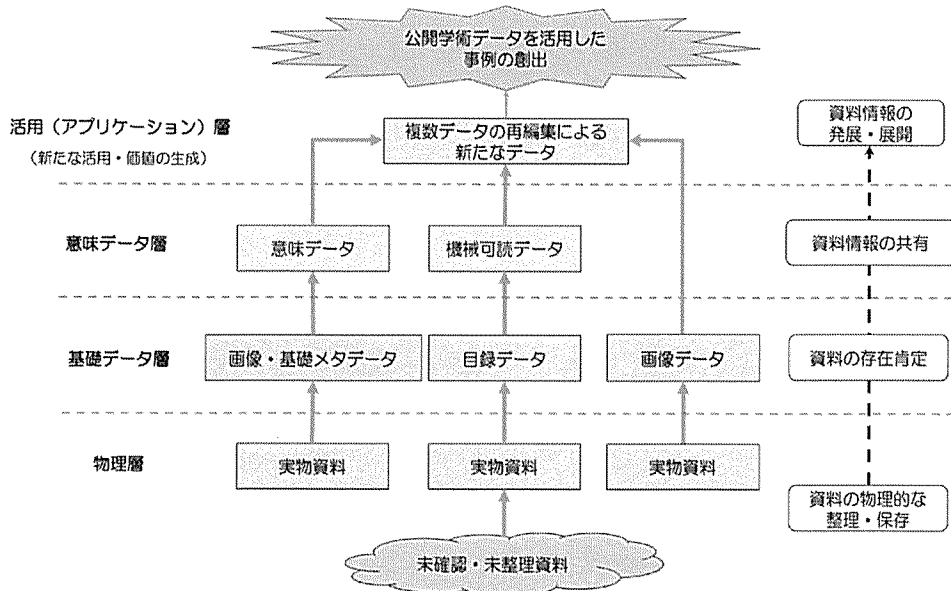 公開学術データを活用した
事例の創出
活用（アプリケーション）層
（新たな活用・価値の生成）
複数データの再編集による
新たなデータ
資料情報の
発展・展開
意味データ層
意味データ
機械可読データ
資料情報の共有
基礎データ層
画像・基礎メタデータ
目録データ
画像データ
資料の存在肯定
物理層
実物資料
実物資料
実物資料
資料の物理的な
整理・保存
未確認・未整理資料